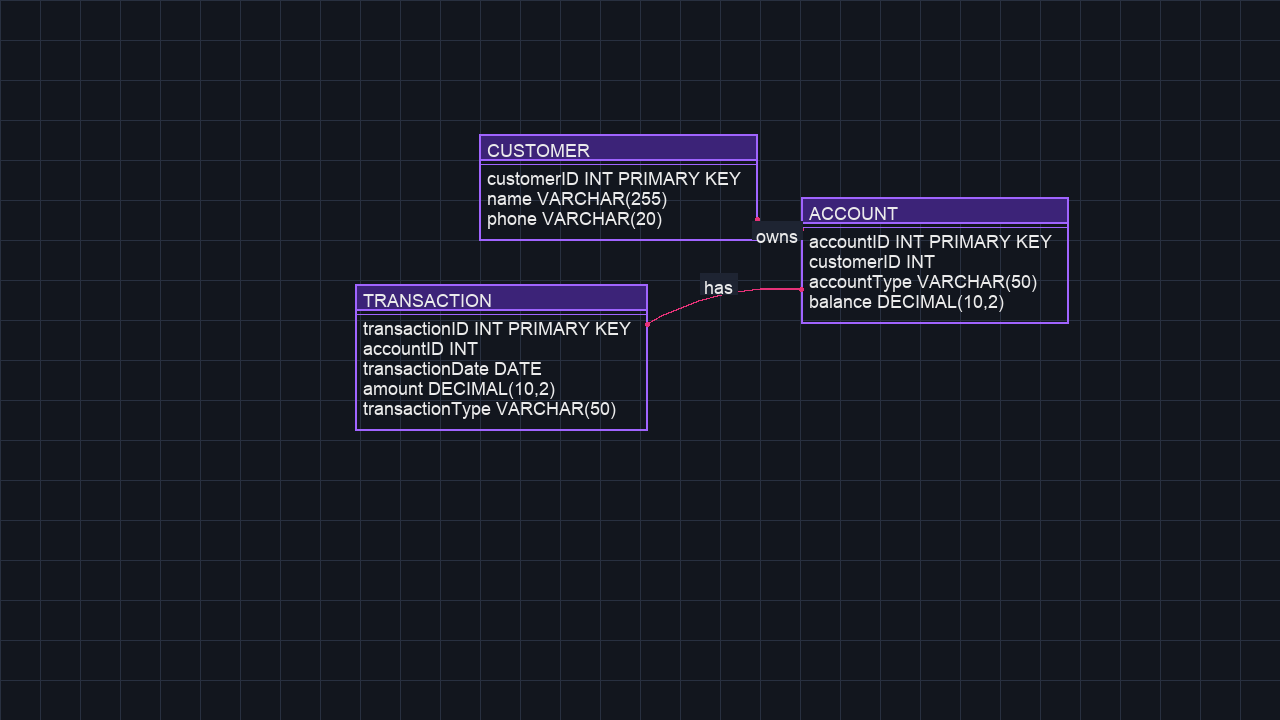 CUSTOMER
customerID INT PRIMARY KEY
name VARCHAR(255)
phone VARCHAR(20)
owns
ACCOUNT
accountID INT PRIMARY KEY
customerID INT
accountType VARCHAR(50)
balance DECIMAL(10,2)
has
TRANSACTION
transactionID INT PRIMARY KEY
accountID INT
transactionDate DATE
amount DECIMAL(10,2)
transactionType VARCHAR(50)